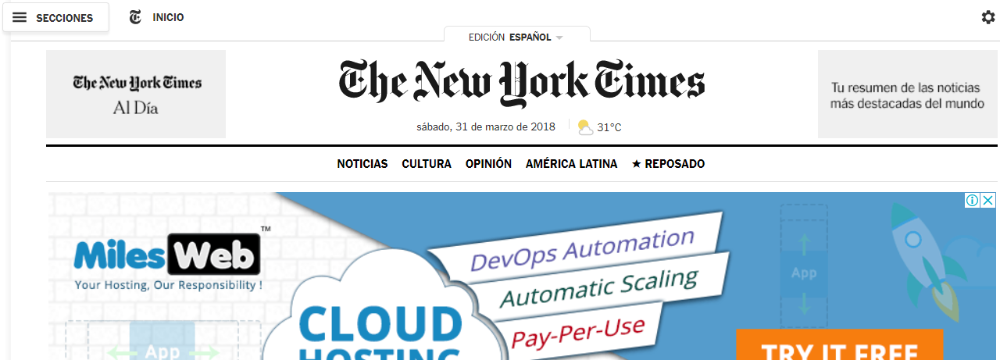 SECCIONES
INICIO
EDICIÓN ESPAÑOL
The New York Times
Al Día
The New York Times
sábado, 31 de marzo de 2018
31°C
Tu resumen de las noticias
más destacadas del mundo
NOTICIAS CULTURA OPINIÓN AMÉRICA LATINA ★ REPOSADO
MilesWeb™
Your Hosting, Our Responsibility !
DevOps Automation
Automatic Scaling
Pay-Per-Use
CLOUD
HOSTING
App
App
TRY IT FREE